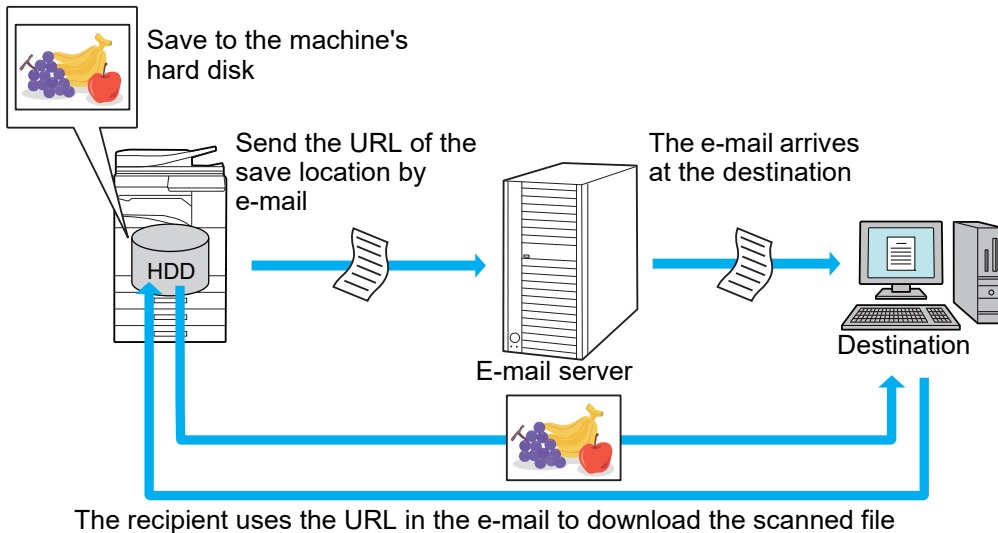 Save to the machine's
hard disk
Send the URL of the
save location by
e-mail
The e-mail arrives
at the destination
HDD
E-mail server
Destination
The recipient uses the URL in the e-mail to download the scanned file